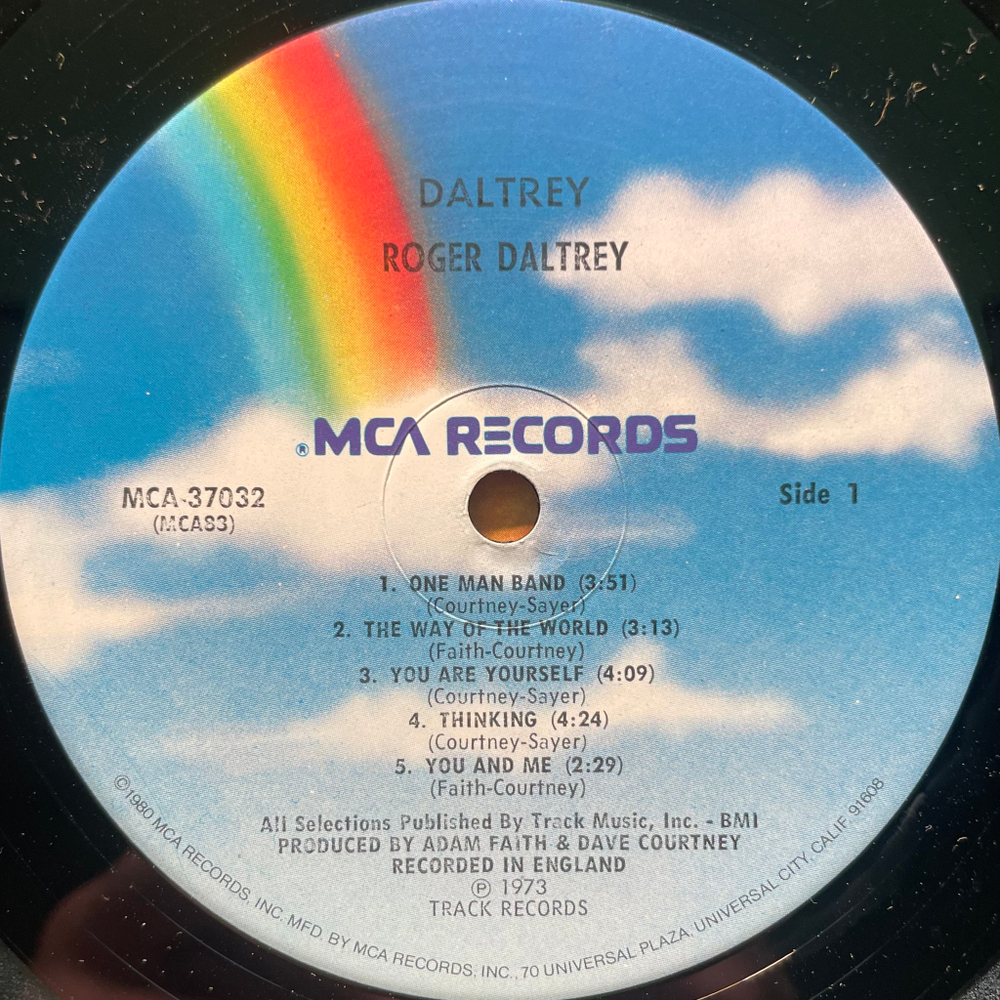 DALTREY
ROGER DALTREY
®MCA RECORDS
MCA-37032
(MCA83)
Side 1
1. ONE MAN BAND (3:51)
(Courtney-Sayer)
2. THE WAY OF THE WORLD (3:13)
(Faith-Courtney)
3. YOU ARE YOURSELF (4:09)
(Courtney-Sayer)
4. THINKING (4:24)
(Courtney-Sayer)
5. YOU AND ME (2:29)
(Faith-Courtney)
All Selections Published By Track Music, Inc. - BMI
PRODUCED BY ADAM FAITH & DAVE COURTNEY
RECORDED IN ENGLAND
℗ 1973
TRACK RECORDS
©1980 MCA RECORDS, INC. MFD. BY MCA RECORDS, INC., 70 UNIVERSAL PLAZA, UNIVERSAL CITY, CALIF 91608